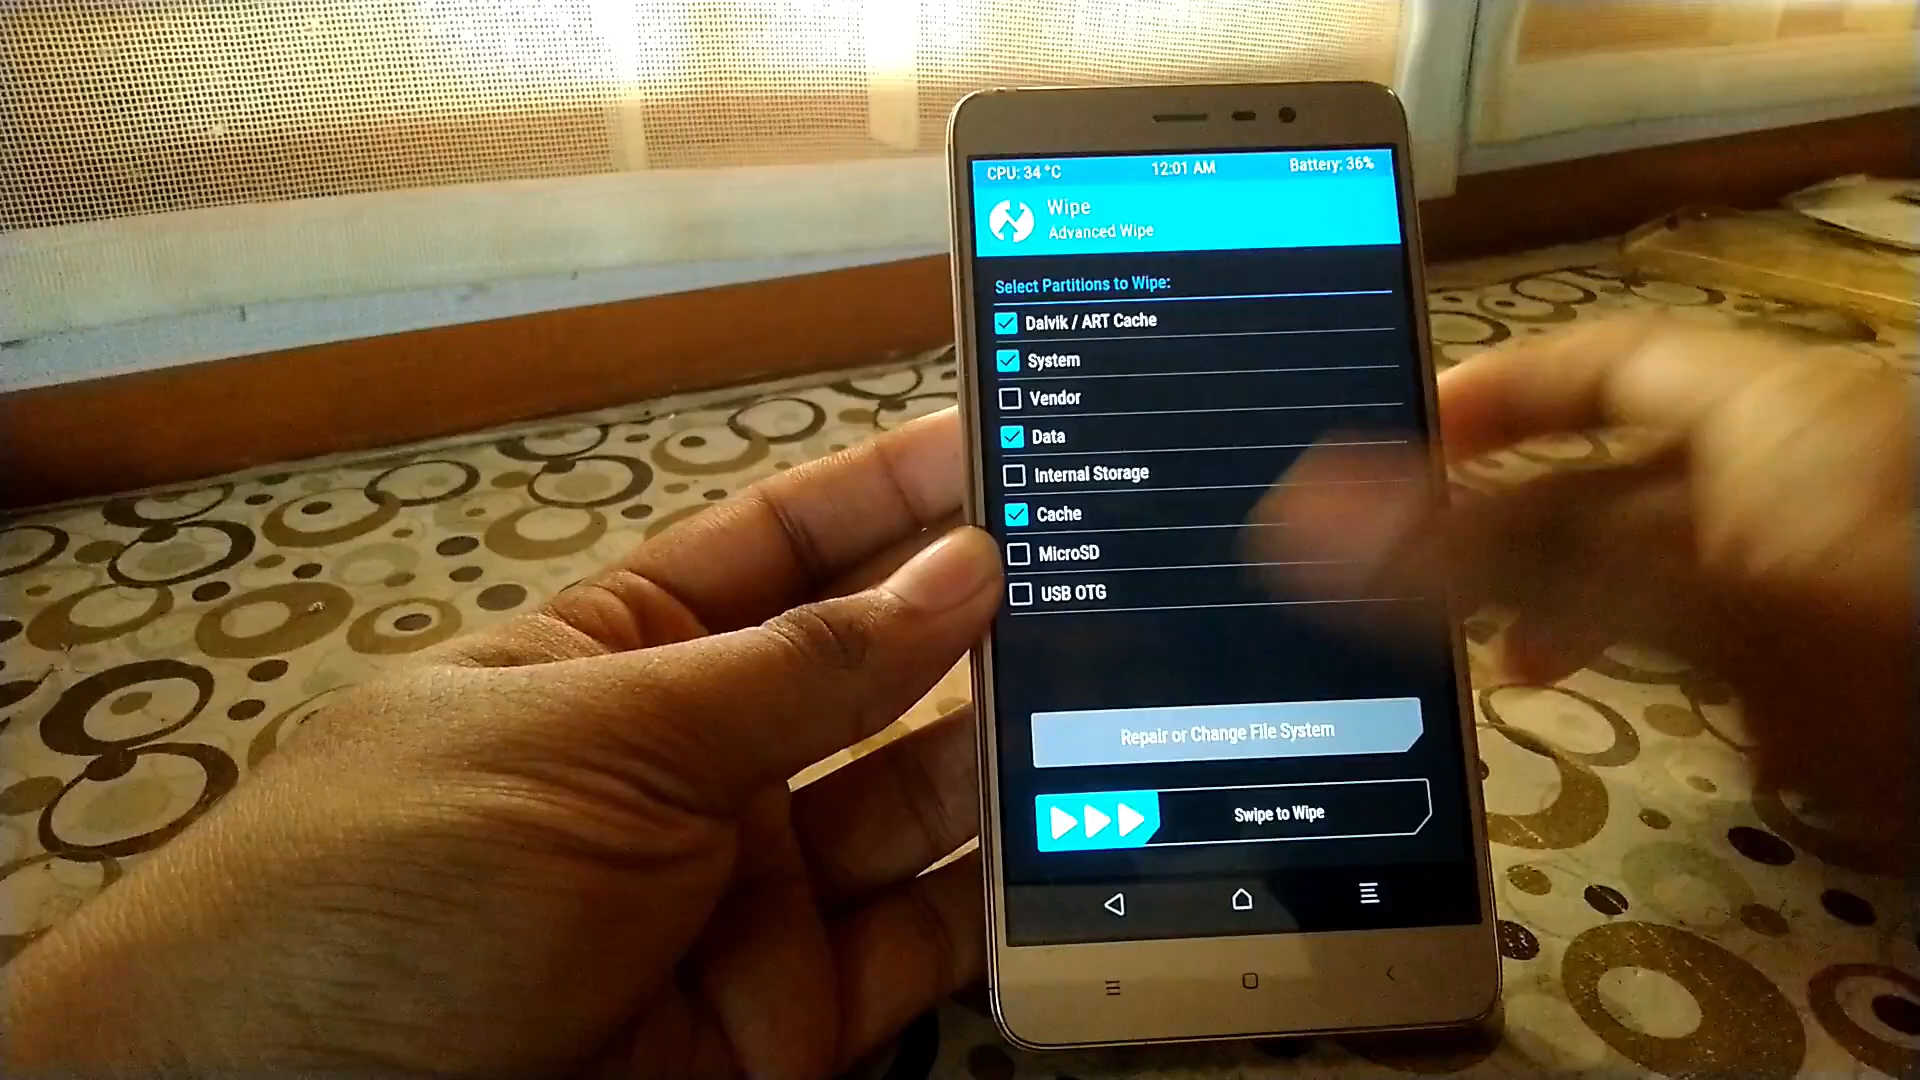 CPU: 34 °C 12:01 AM Battery: 36%
Wipe
Advanced Wipe
Select Partitions to Wipe:
Dalvik / ART Cache
System
Vendor
Data
Internal Storage
Cache
MicroSD
USB OTG
Repair or Change File System
Swipe to Wipe